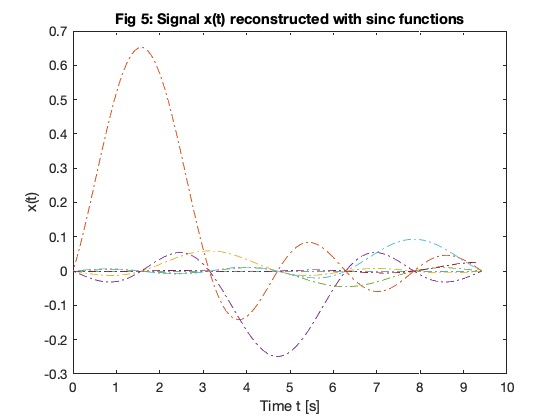 Fig 5: Signal x(t) reconstructed with sinc functions
0.7
0.6
0.5
0.4
0.3
0.2
0.1
0
-0.1
-0.2
-0.3
x(t)
0 1 2 3 4 5 6 7 8 9 10
Time t [s]